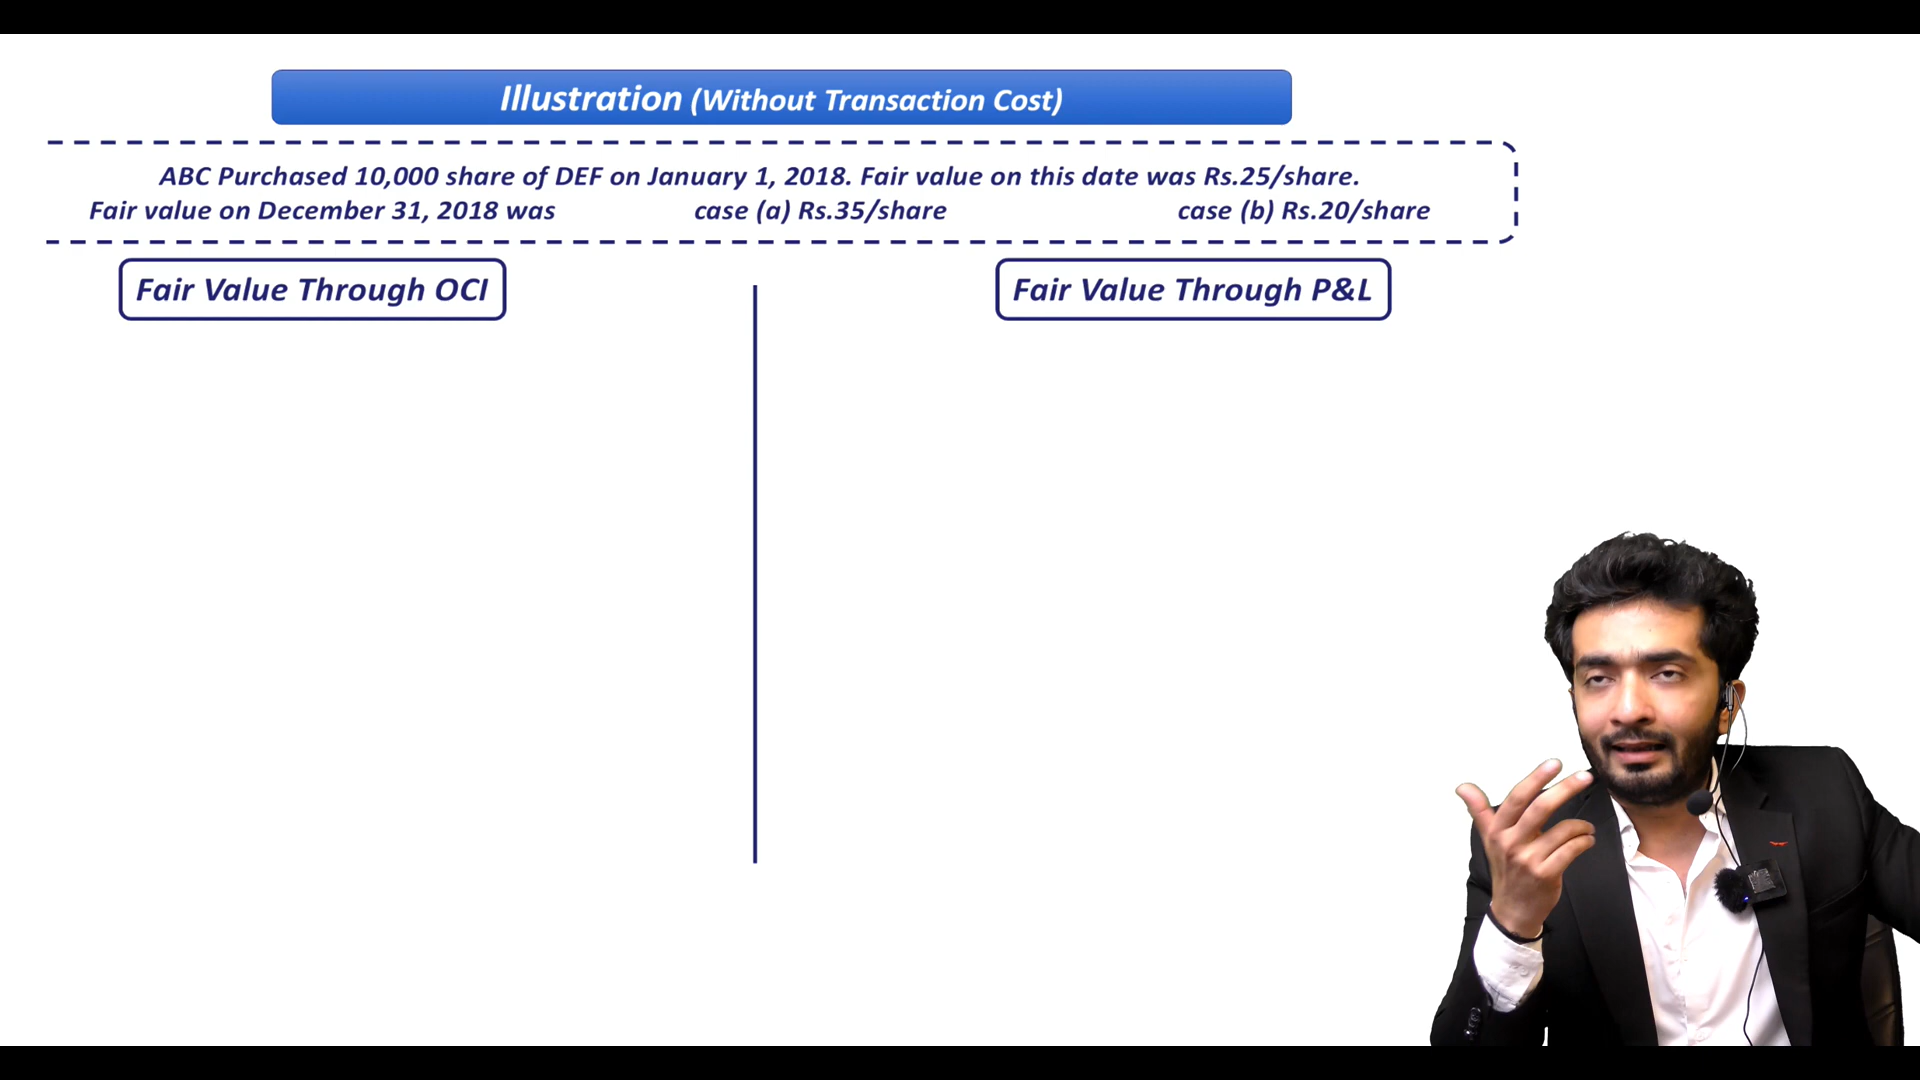 Illustration (Without Transaction Cost)
ABC Purchased 10,000 share of DEF on January 1, 2018. Fair value on this date was Rs.25/share.
Fair value on December 31, 2018 was case (a) Rs.35/share case (b) Rs.20/share
Fair Value Through OCI
Fair Value Through P&L